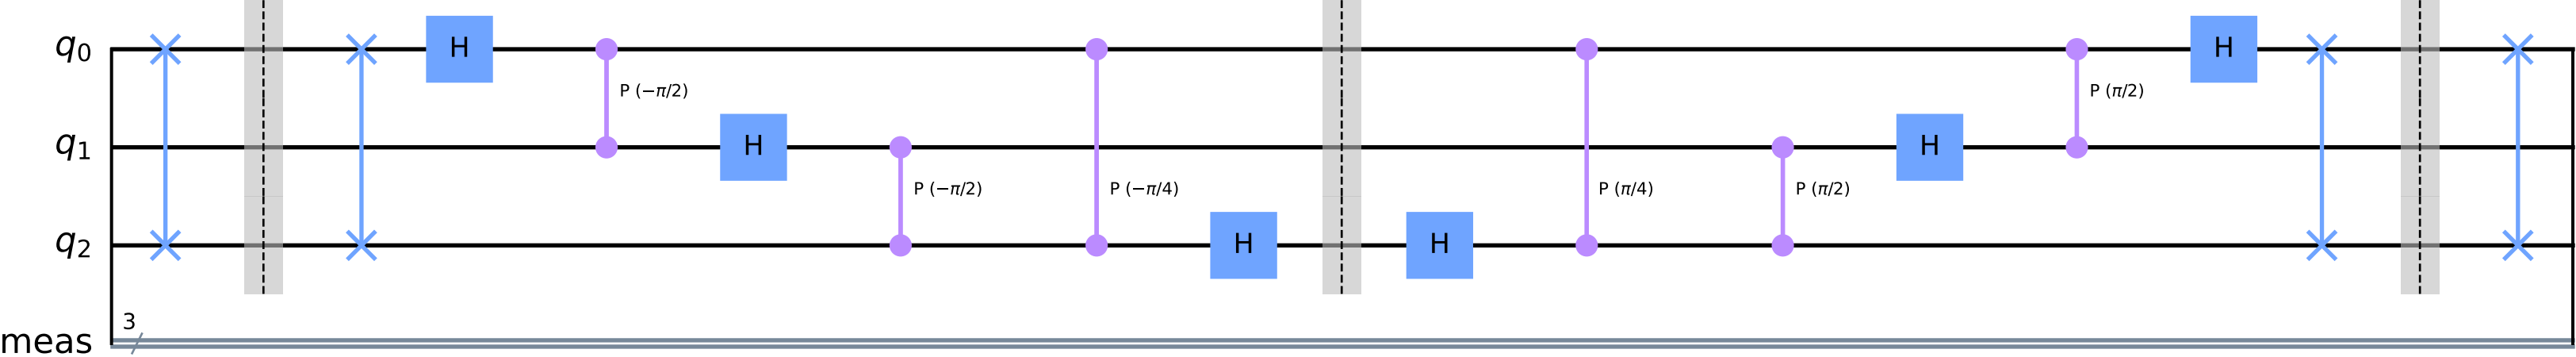 q0 H H
P (−π/2) P (π/2)
q1 H H
P (−π/2) P (−π/4) P (π/4) P (π/2)
q2 H H
3
meas